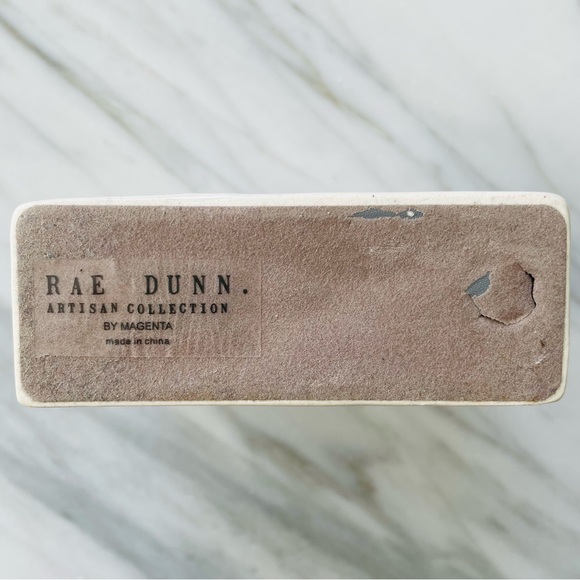 RAE DUNN.
ARTISAN COLLECTION
BY MAGENTA
made in china